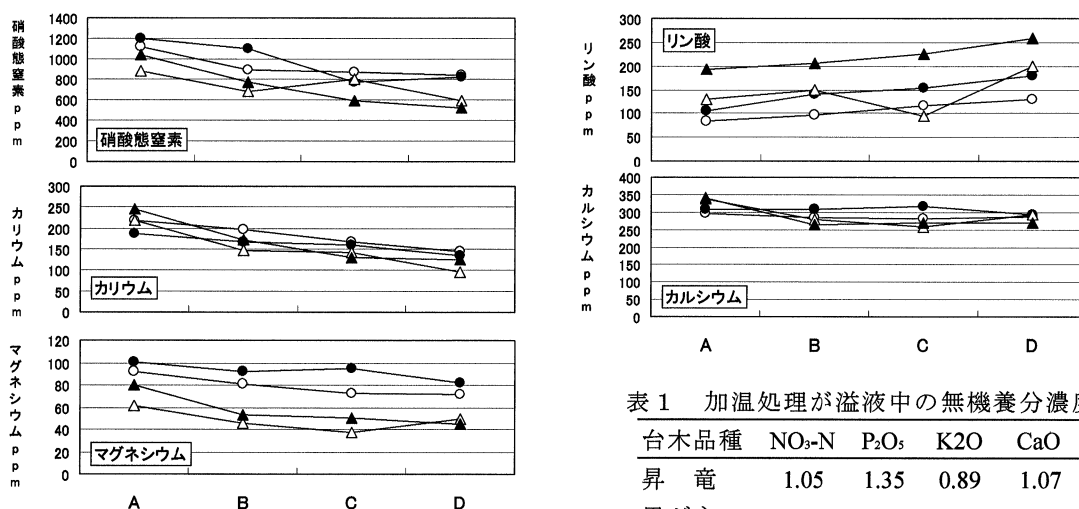 硝酸態窒素ppm
1400
1200
1000
800
600
400
200
0
硝酸態窒素
カリウムppm
300
250
200
150
100
50
0
カリウム
マグネシウムppm
120
100
80
60
40
20
0
マグネシウム
A B C D
リン酸ppm
300
250
200
150
100
50
0
リン酸
カルシウムppm
400
350
300
250
200
150
100
50
0
カルシウム
A B C D
表1 加温処理が溢液中の無機養分濃度
台木品種 NO₃-N P₂O₅ K2O CaO
昇 竜 1.05 1.35 0.89 1.07